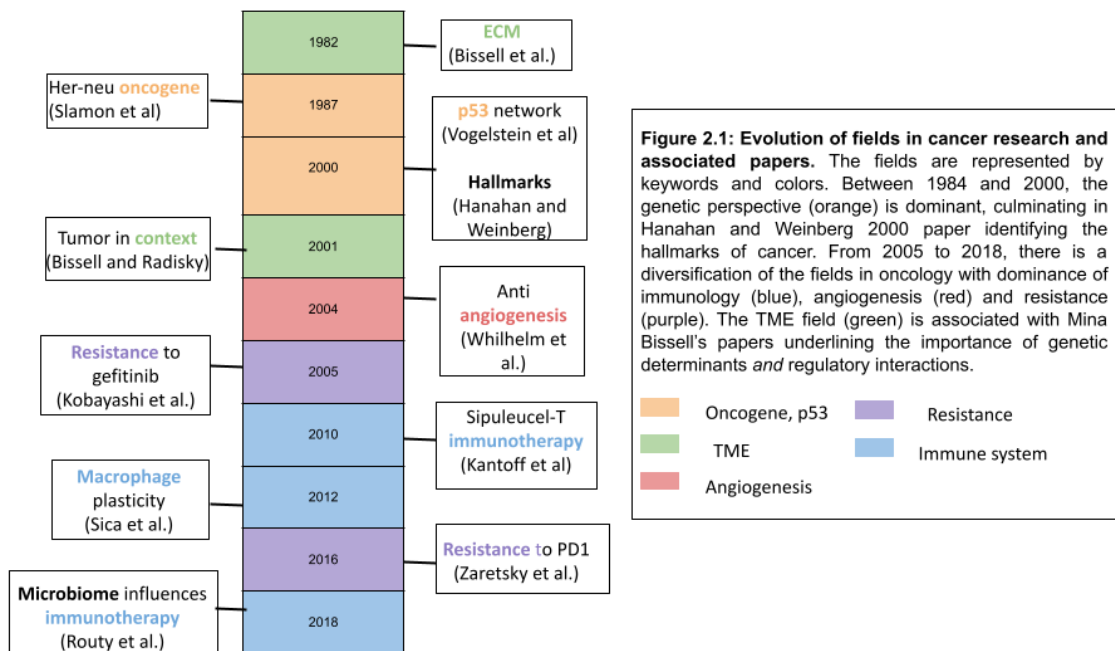 1982
ECM
(Bissell et al.)
Her-neu oncogene
(Slamon et al)
1987
p53 network
(Vogelstein et al)
Hallmarks
(Hanahan and
Weinberg)
2000
Tumor in context
(Bissell and Radisky)
2001
Anti
angiogenesis
(Whilhelm et
al.)
2004
Resistance to
gefitinib
(Kobayashi et al.)
2005
Sipuleucel-T
immunotherapy
(Kantoff et al)
2010
Macrophage
plasticity
(Sica et al.)
2012
Resistance to PD1
(Zaretsky et al.)
2016
Microbiome influences
immunotherapy
(Routy et al.)
2018
Figure 2.1: Evolution of fields in cancer research and
associated papers. The fields are represented by
keywords and colors. Between 1984 and 2000, the
genetic perspective (orange) is dominant, culminating in
Hanahan and Weinberg 2000 paper identifying the
hallmarks of cancer. From 2005 to 2018, there is a
diversification of the fields in oncology with dominance of
immunology (blue), angiogenesis (red) and resistance
(purple). The TME field (green) is associated with Mina
Bissell's papers underlining the importance of genetic
determinants and regulatory interactions.
Oncogene, p53
Resistance
TME
Immune system
Angiogenesis